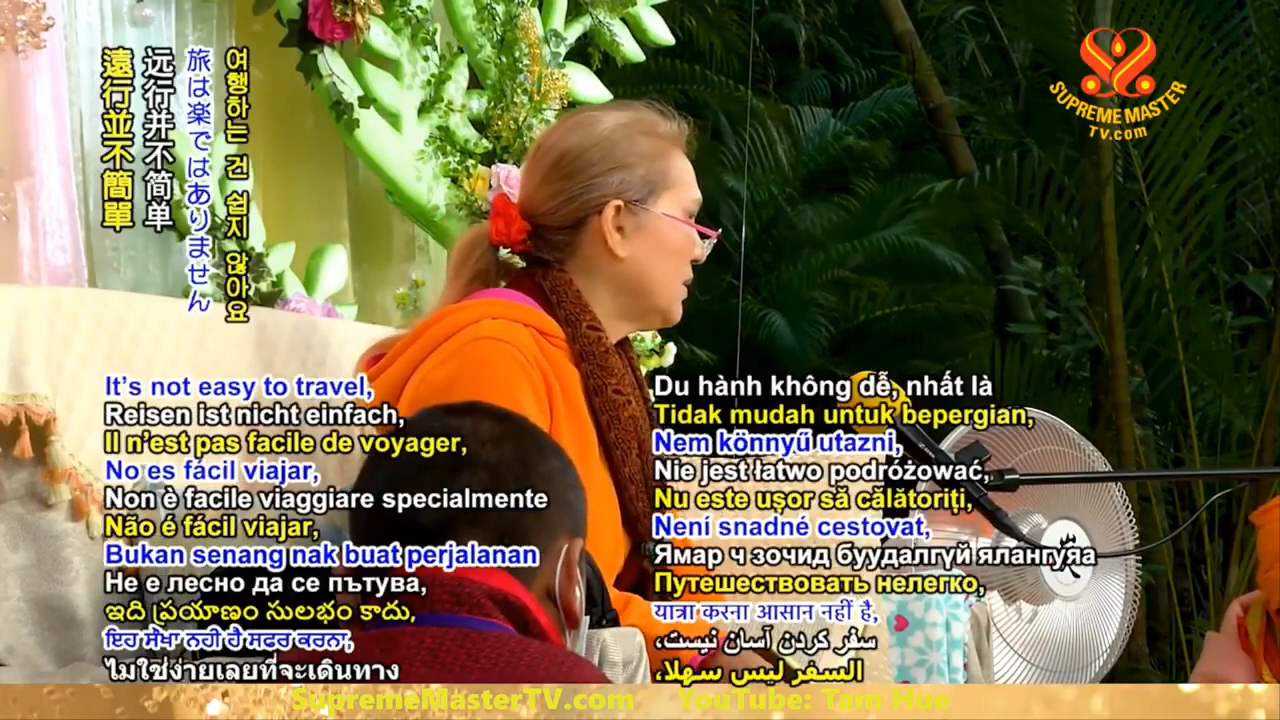 SUPREME MASTER
TV.com
여행하는 건 쉽지 않아요
旅は楽ではありません
远行并不简单
遠行並不簡單
It's not easy to travel,
Reisen ist nicht einfach,
Il n'est pas facile de voyager,
No es fácil viajar,
Non è facile viaggiare specialmente
Não é fácil viajar,
Bukan senang nak buat perjalanan
Не е лесно да се пътува,
ఇది ప్రయాణం సులభం కాదు,
ਇਹ ਸੌਖਾ ਨਹੀ ਹੈ ਸਫਰ ਕਰਨਾ,
ไม่ใช่ง่ายเลยที่จะเดินทาง
Du hành không dễ, nhất là
Tidak mudah untuk bepergian,
Nem könnyű utazni,
Nie jest łatwo podróżować,
Nu este ușor să călătoriți,
Není snadné cestovat,
Ямар ч зочид буудалгүй ялангуяа
Путешествовать нелегко,
यात्रा करना आसान नहीं है,
سفر کردن آسان نیست،
السفر ليس سهلا،
SupremeMasterTV.com YouTube: Tam Hue